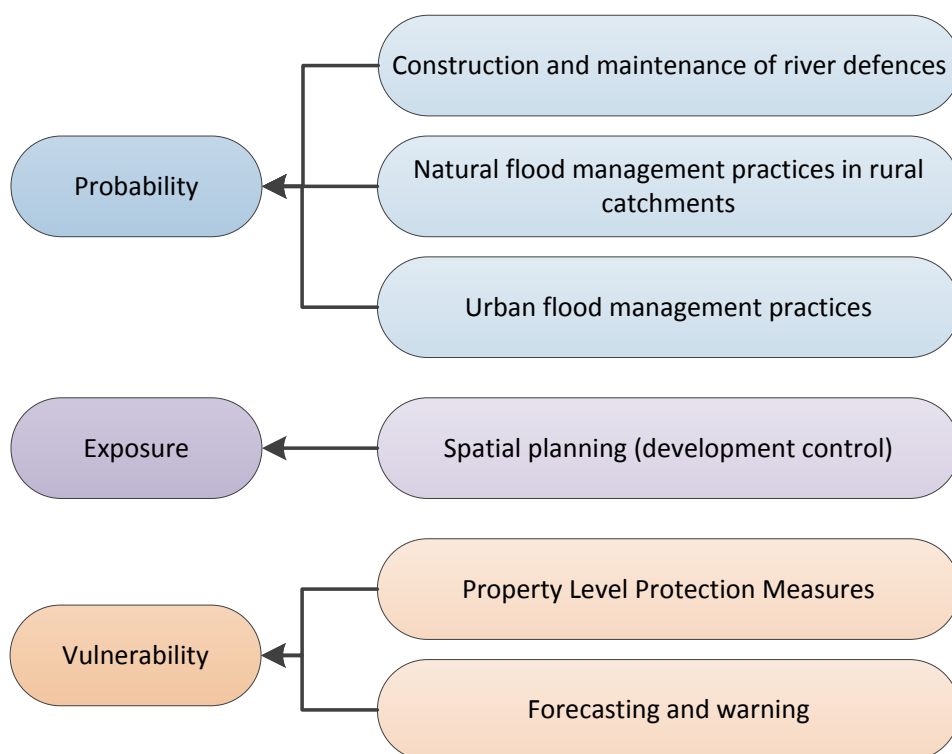 Construction and maintenance of river defences
Probability
Natural flood management practices in rural
catchments
Urban flood management practices
Exposure
Spatial planning (development control)
Property Level Protection Measures
Vulnerability
Forecasting and warning